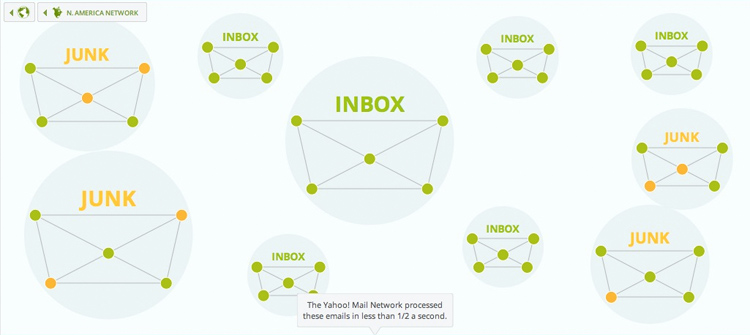 N. AMERICA NETWORK
JUNK
INBOX
INBOX
INBOX
INBOX
JUNK
JUNK
INBOX
JUNK
INBOX
The Yahoo! Mail Network processed
these emails in less than 1/2 a second.